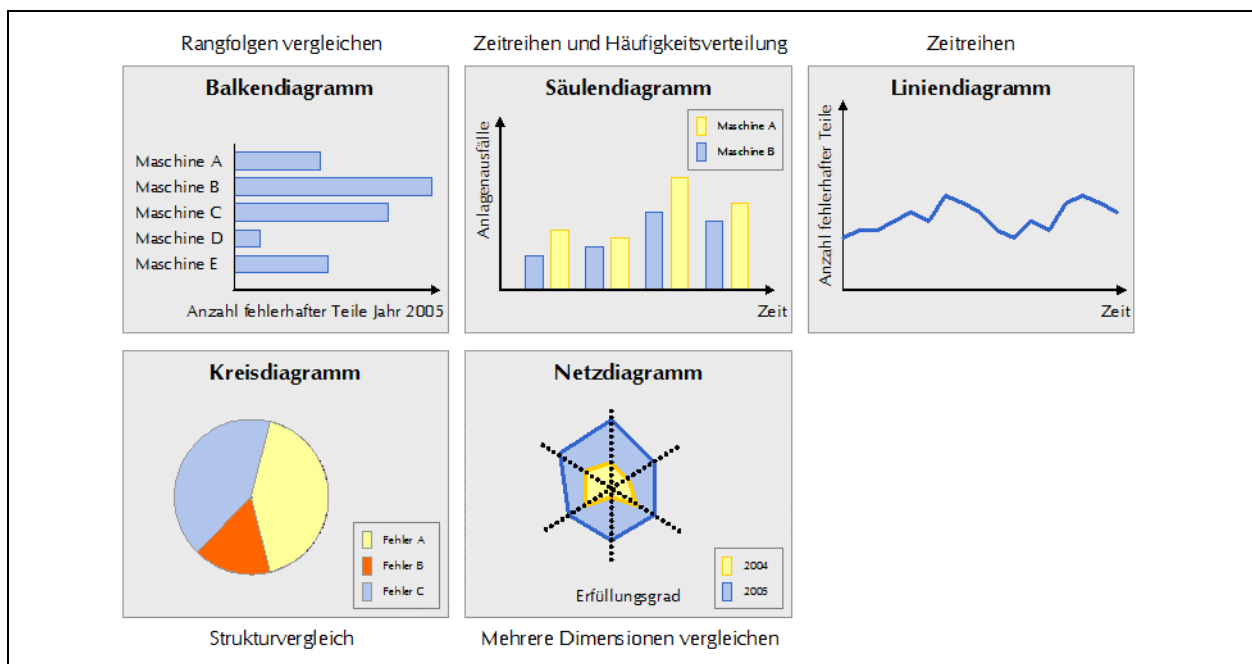 Rangfolgen vergleichen
Balkendiagramm
Maschine A
Maschine B
Maschine C
Maschine D
Maschine E
Anzahl fehlerhafter Teile Jahr 2005
Zeitreihen und Häufigkeitsverteilung
Säulendiagramm
Anlagenausfälle
Maschine A
Maschine B
Zeit
Zeitreihen
Liniendiagramm
Anzahl fehlerhafter Teile
Zeit
Kreisdiagramm
Fehler A
Fehler B
Fehler C
Strukturvergleich
Netzdiagramm
2004
2005
Erfüllungsgrad
Mehrere Dimensionen vergleichen